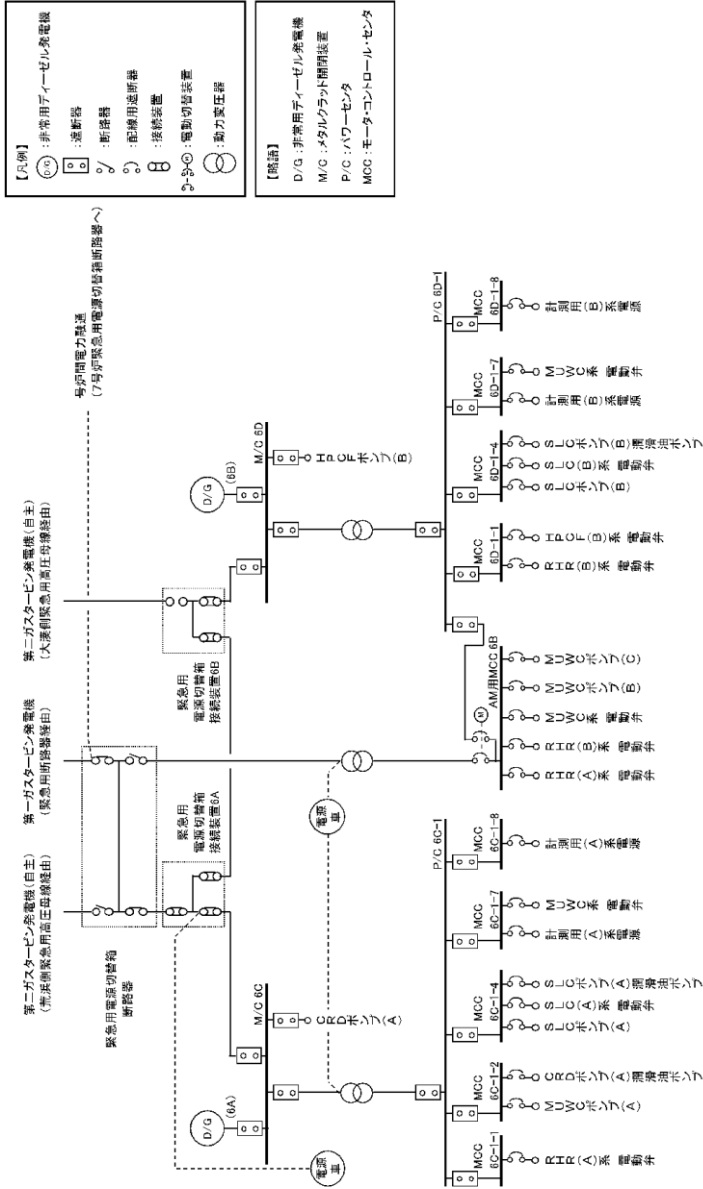 【凡例】
D/G :非常用ディーゼル発電機
:遮断器
:断路器
:配線用遮断器
:接続装置
:電動切替装置
:動力変圧器
【略語】
D/G :非常用ディーゼル発電機
M/C :メタルクラッド開閉装置
P/C :パワーセンタ
MCC :モータ・コントロール・センタ
第二ガスタービン発電機(自主)
(荒浜側緊急用高圧母線経由)
第一ガスタービン発電機
(緊急用断路器経由)
第二ガスタービン発電機(自主)
(大湊側緊急用高圧母線経由)
号炉間電力融通
(7号炉緊急用電源切替箱断路器へ)
緊急用電源切替箱
断路器
緊急用
電源切替箱
接続装置6A
緊急用
電源切替箱
接続装置6B
電源
車
電源
車
D/G
(6A)
M/C 6C
CRDポンプ(A)
D/G
(6B)
M/C 6D
HPCFポンプ(B)
P/C 6C-1
MCC
6C-1-1
RHR(A)系 電動弁
MCC
6C-1-2
MUWCポンプ(A)
CRDポンプ(A)潤滑油ポンプ
MCC
6C-1-4
SLCポンプ(A)
SLC(A)系 電動弁
SLCポンプ(A)潤滑油ポンプ
MCC
6C-1-7
計測用(A)系電源
MUWC系 電動弁
MCC
6C-1-8
計測用(A)系電源
M
AM用MCC 6B
RHR(A)系 電動弁
RHR(B)系 電動弁
MUWC系 電動弁
MUWCポンプ(B)
MUWCポンプ(C)
P/C 6D-1
MCC
6D-1-1
RHR(B)系 電動弁
HPCF(B)系 電動弁
MCC
6D-1-4
SLCポンプ(B)
SLC(B)系 電動弁
SLCポンプ(B)潤滑油ポンプ
MCC
6D-1-7
計測用(B)系電源
MUWC系 電動弁
MCC
6D-1-8
計測用(B)系電源